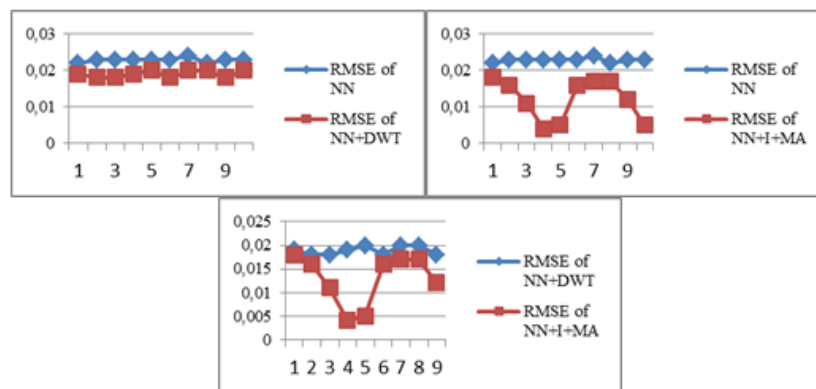 0,03
0,02
0,01
0
1 3 5 7 9
RMSE of
NN
RMSE of
NN+DWT
0,03
0,02
0,01
0
1 3 5 7 9
RMSE of
NN
RMSE of
NN+I+MA
0,025
0,02
0,015
0,01
0,005
0
1 2 3 4 5 6 7 8 9
RMSE of
NN+DWT
RMSE of
NN+I+MA